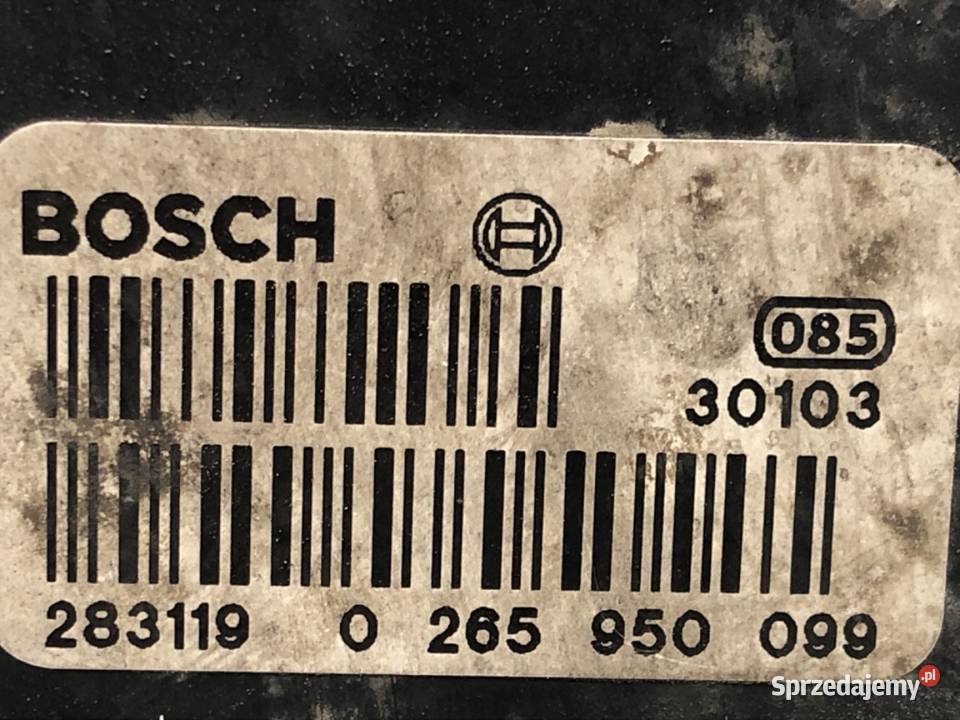 BOSCH
085
30103
283119 0 265 950 099
Sprzedajemy.pl